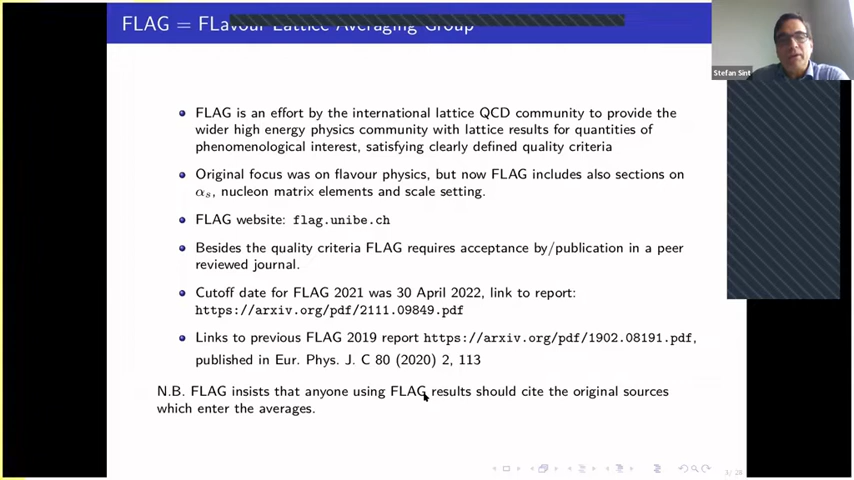 FLAG = FLavour Lattice Averaging Group
Stefan Sint
FLAG is an effort by the international lattice QCD community to provide the
wider high energy physics community with lattice results for quantities of
phenomenological interest, satisfying clearly defined quality criteria
Original focus was on flavour physics, but now FLAG includes also sections on
αs, nucleon matrix elements and scale setting.
FLAG website: flag.unibe.ch
Besides the quality criteria FLAG requires acceptance by/publication in a peer
reviewed journal.
Cutoff date for FLAG 2021 was 30 April 2022, link to report:
https://arxiv.org/pdf/2111.09849.pdf
Links to previous FLAG 2019 report https://arxiv.org/pdf/1902.08191.pdf,
published in Eur. Phys. J. C 80 (2020) 2, 113
N.B. FLAG insists that anyone using FLAG results should cite the original sources
which enter the averages.
3 / 28